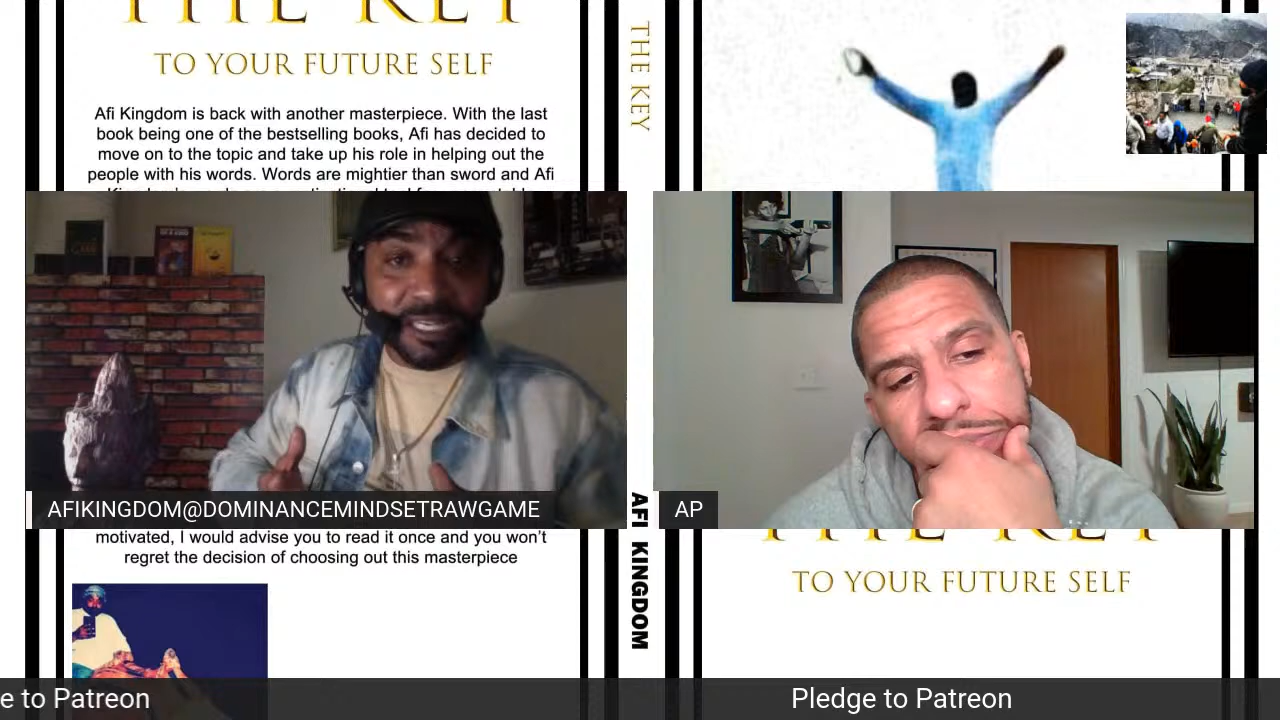 THE KEY
TO YOUR FUTURE SELF
Afi Kingdom is back with another masterpiece. With the last
book being one of the bestselling books, Afi has decided to
move on to the topic and take up his role in helping out the
people with his words. Words are mightier than sword and Afi
THE KEY
AFIKINGDOM@DOMINANCEMINDSETRAWGAME
AP
motivated, I would advise you to read it once and you won't
regret the decision of choosing out this masterpiece
AFI KINGDOM
THE KEY
TO YOUR FUTURE SELF
e to Patreon
Pledge to Patreon